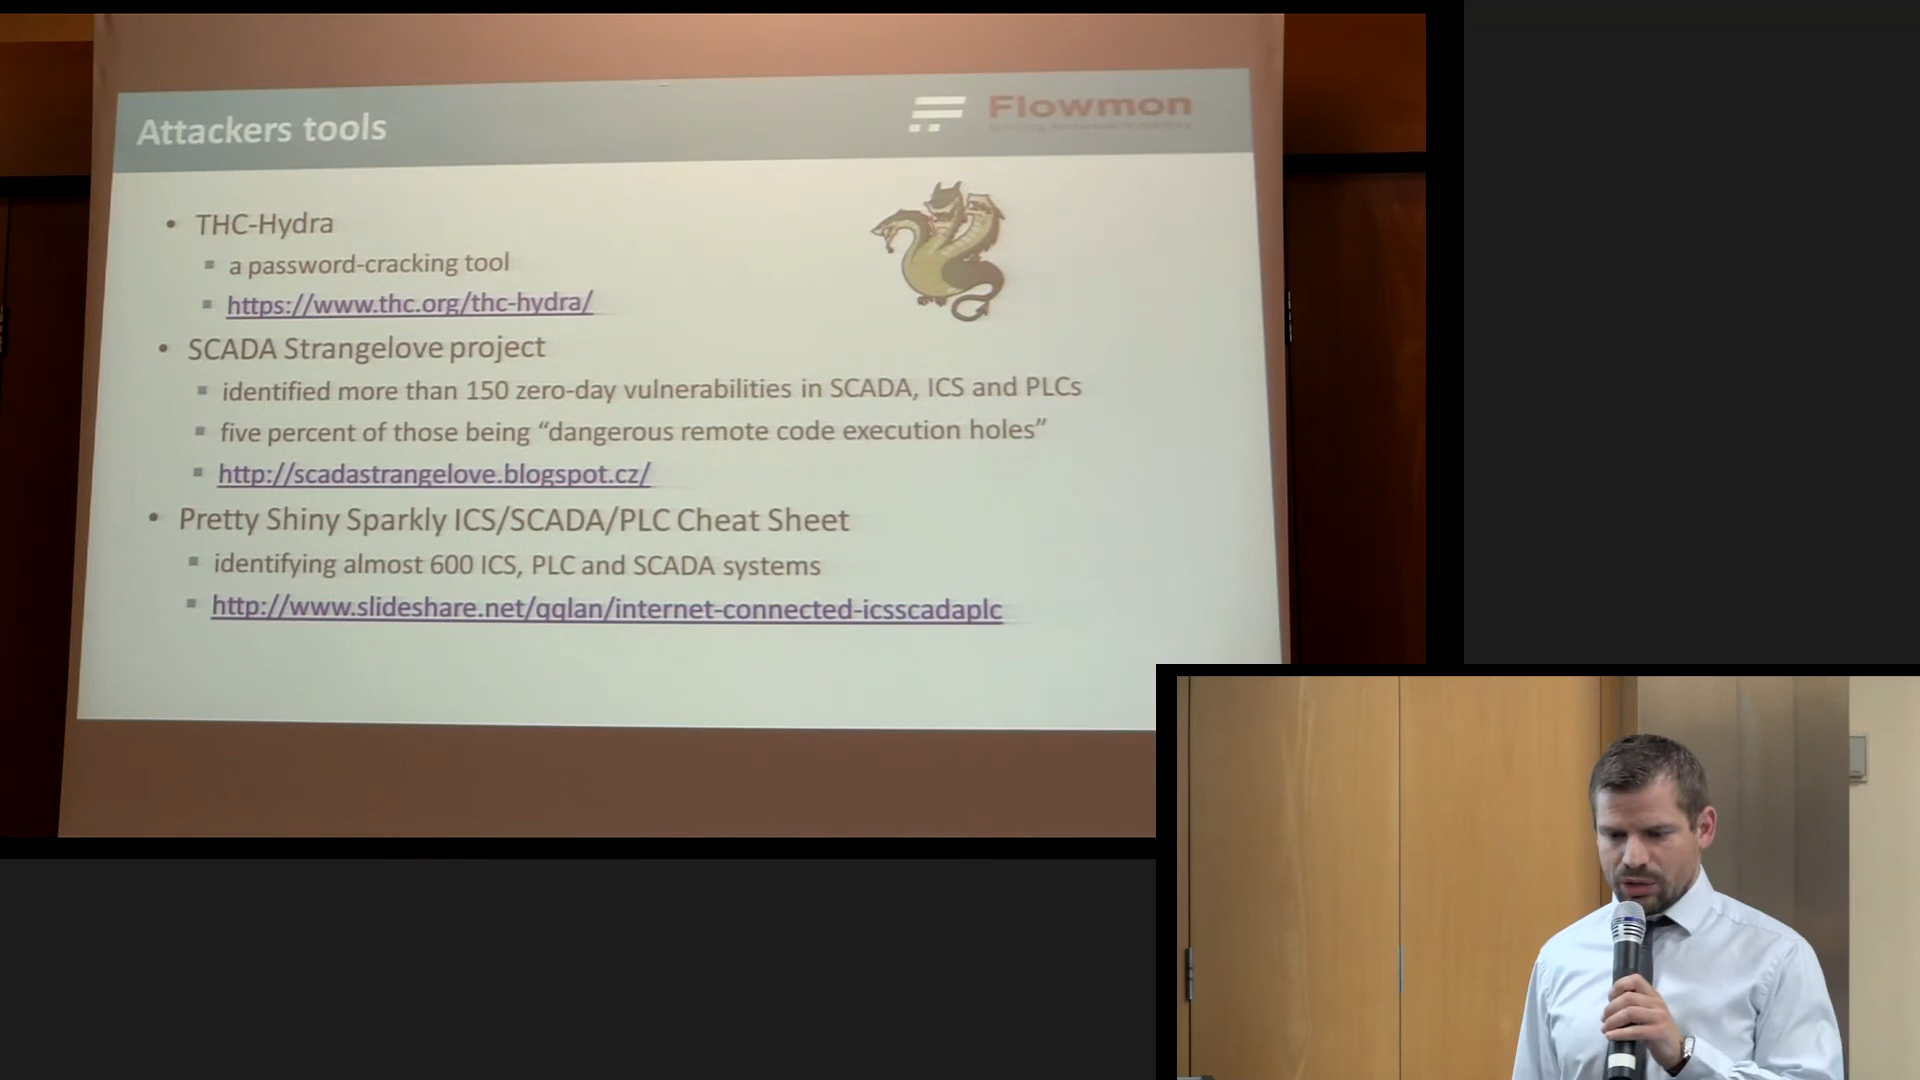 Attackers tools
Flowmon
• THC-Hydra
▪ a password-cracking tool
▪ https://www.thc.org/thc-hydra/
• SCADA Strangelove project
▪ identified more than 150 zero-day vulnerabilities in SCADA, ICS and PLCs
▪ five percent of those being “dangerous remote code execution holes”
▪ http://scadastrangelove.blogspot.cz/
• Pretty Shiny Sparkly ICS/SCADA/PLC Cheat Sheet
▪ identifying almost 600 ICS, PLC and SCADA systems
▪ http://www.slideshare.net/qqlan/internet-connected-icsscadaplc